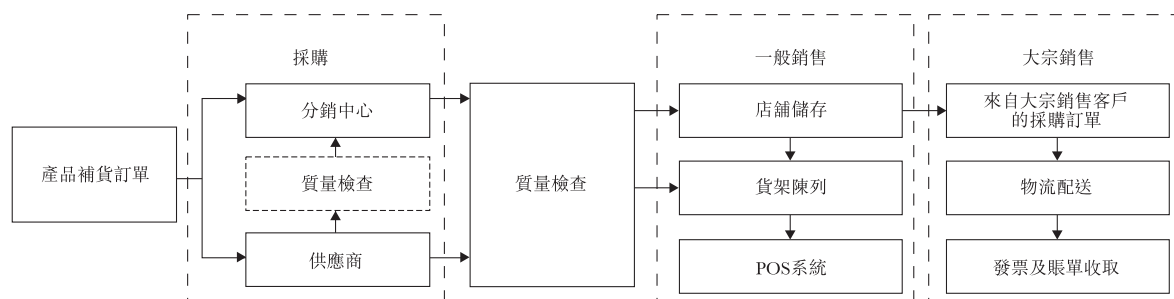 產品補貨訂單
採購
分銷中心
質量檢查
供應商
質量檢查
一般銷售
店舖儲存
貨架陳列
POS系統
大宗銷售
來自大宗銷售客戶
的採購訂單
物流配送
發票及賬單收取